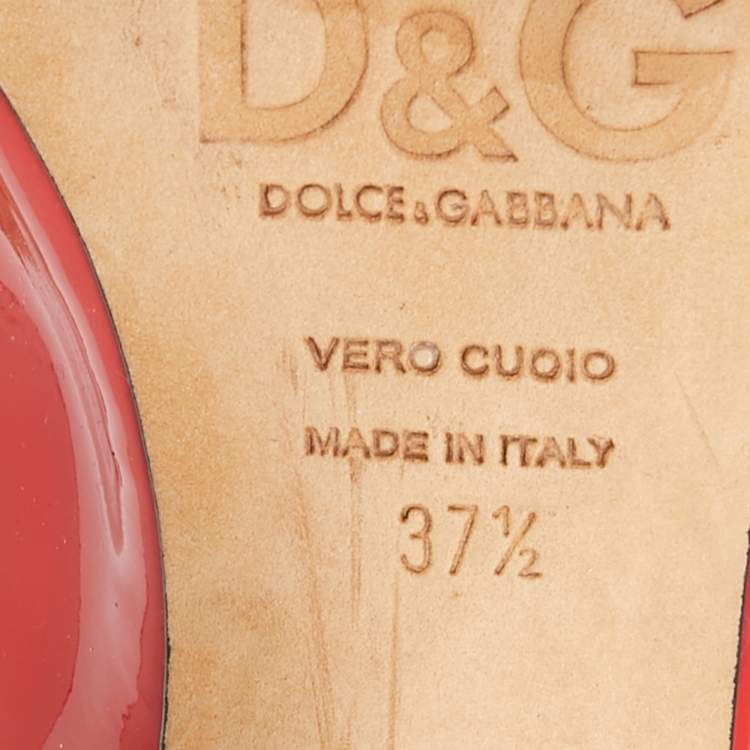 D&G
DOLCE & GABBANA
VERO CUOIO
MADE IN ITALY
37½